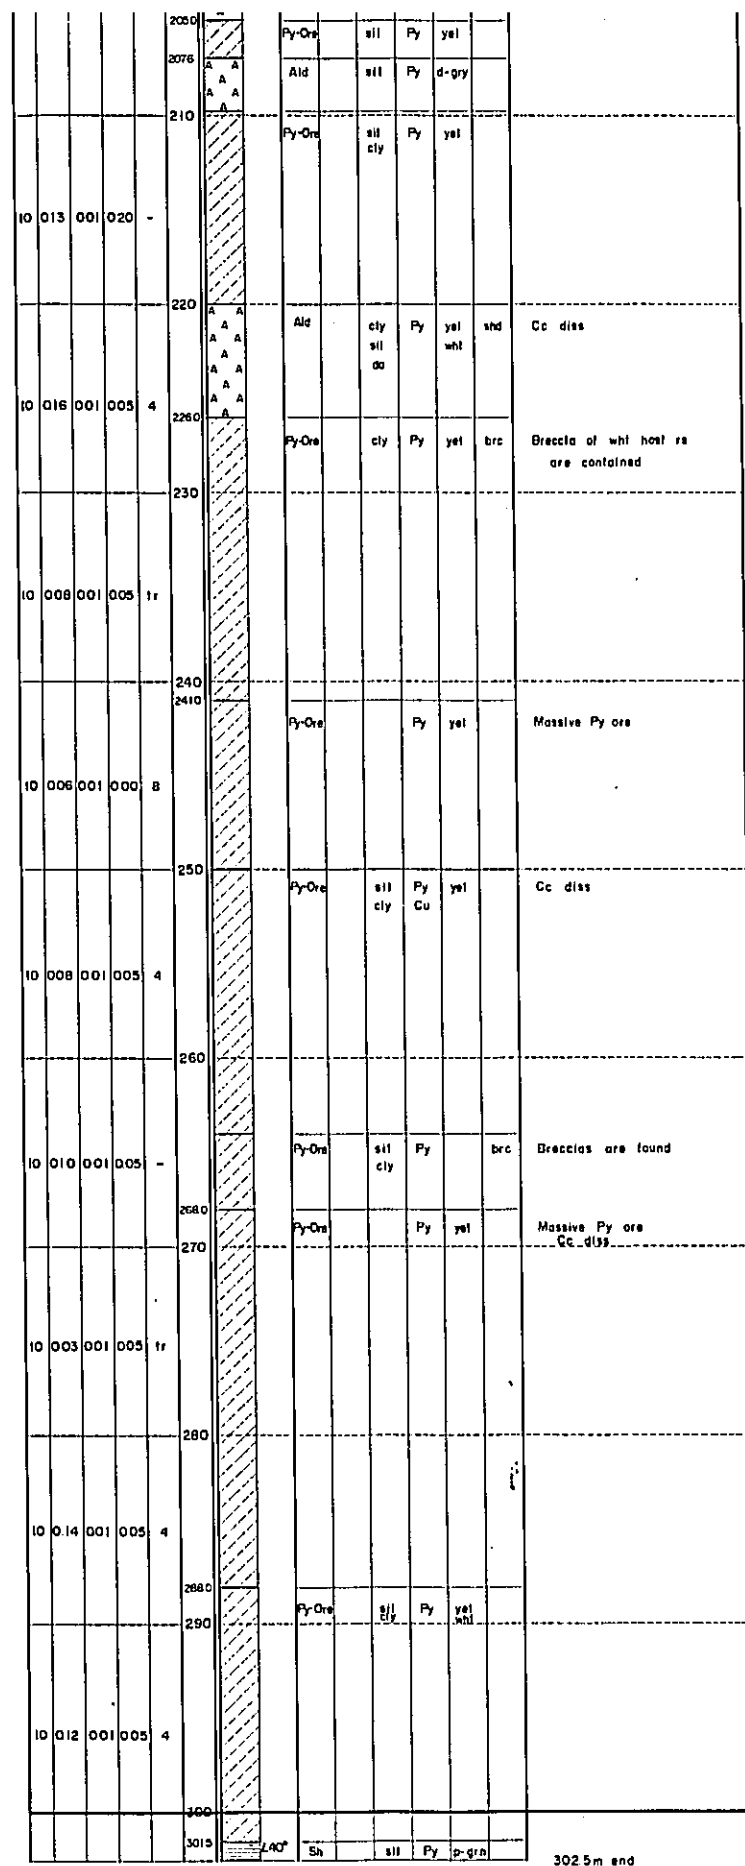 2050
Py-Ore sil Py yel
2076
Ald sil Py d-gry
A
A
A A
A
210
Py-Ore sil Py yel
cly
10 013 001 020 -
220
A A
Ald cly Py yel shd Cc diss
A
sil wht
A A
da
A
A A
10 016 001 005 4
A
2260
Py-Ore cly Py yel brc Breccia of wht host rs
are contained
230
10 008 001 005 tr
240
2410
Py-Ore Py yel Massive Py ore
10 006 001 000 8
250
Py-Ore sil Py yel Cc diss
cly Cu
10 008 001 005 4
260
Py-Ore sil Py brc Breccias are found
10 010 001 005 - cly
2680
Py-Ore Py yel Massive Py ore
270 Cc diss
10 003 001 005 tr
280
10 0.14 001 005 4
2880
Py-Ore sil Py yel
cly wht
290
10 012 001 005 4
300
3015 ∠40° Sh sil Py p-grn
302.5m end